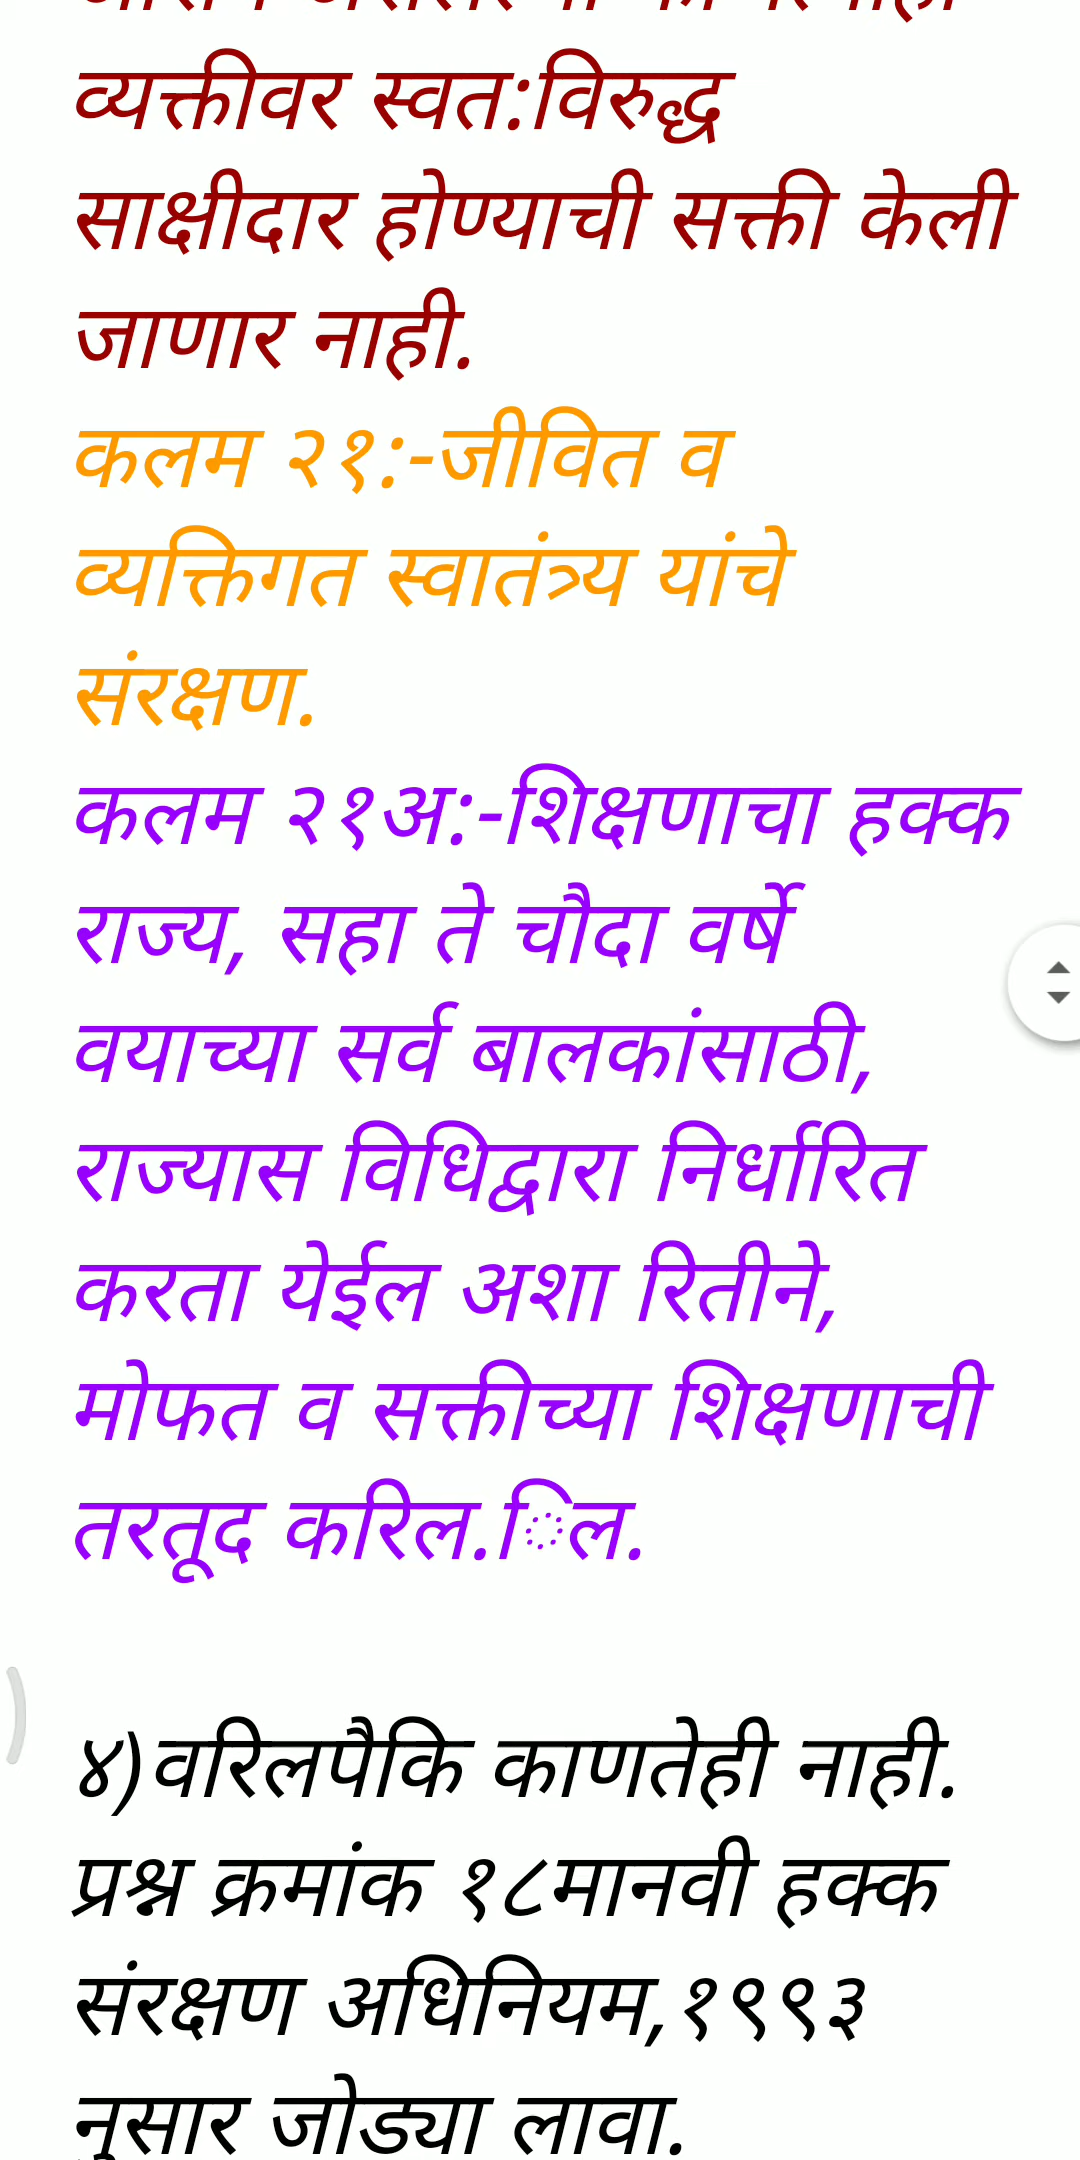 व्यक्तीवर स्वत:विरुद्ध
साक्षीदार होण्याची सक्ती केली
जाणार नाही.
कलम २१:-जीवित व
व्यक्तिगत स्वातंत्र्य यांचे
संरक्षण.
कलम २१अ:-शिक्षणाचा हक्क
राज्य, सहा ते चौदा वर्षे
वयाच्या सर्व बालकांसाठी,
राज्यास विधिद्वारा निर्धारित
करता येईल अशा रितीने,
मोफत व सक्तीच्या शिक्षणाची
तरतूद करिल.िल.
४)वरिलपैकि काणतेही नाही.
प्रश्न क्रमांक १८मानवी हक्क
संरक्षण अधिनियम,१९९३
नुसार जोड्या लावा.